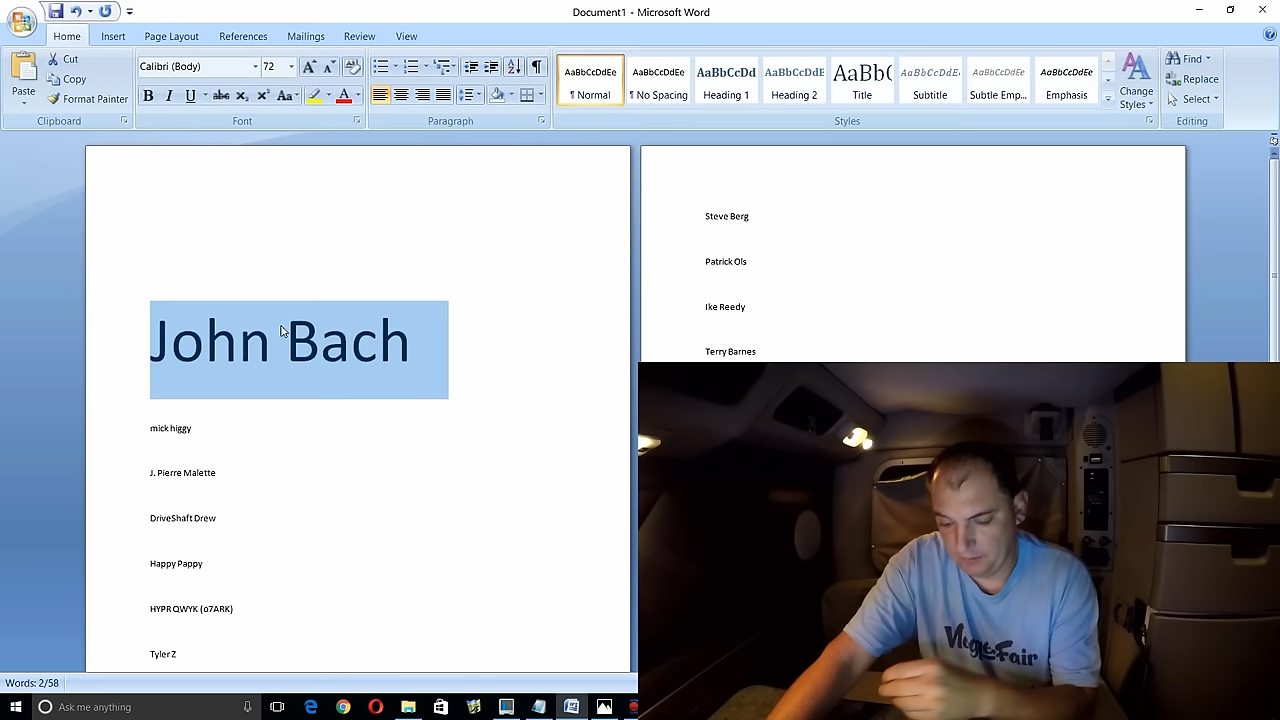 Document1 - Microsoft Word
Home Insert Page Layout References Mailings Review View
Paste
Cut
Copy
Format Painter
Clipboard
Calibri (Body) 72
Font
Paragraph
AaBbCcDdEe AaBbCcDdEe AaBbCcDd AaBbCcDdE AaBb( AaBbCcDdE AaBbCcDdEe AaBbCcDdEe
¶ Normal ¶ No Spacing Heading 1 Heading 2 Title Subtitle Subtle Emp... Emphasis
Change Styles
Styles
Find
Replace
Select
Editing
John Bach
mick higgy
J. Pierre Malette
DriveShaft Drew
Happy Pappy
HYPR QWYK (o7ARK)
Tyler Z
Steve Berg
Patrick Ols
Ike Reedy
Terry Barnes
Vlogg Fair
Words: 2/58
Ask me anything